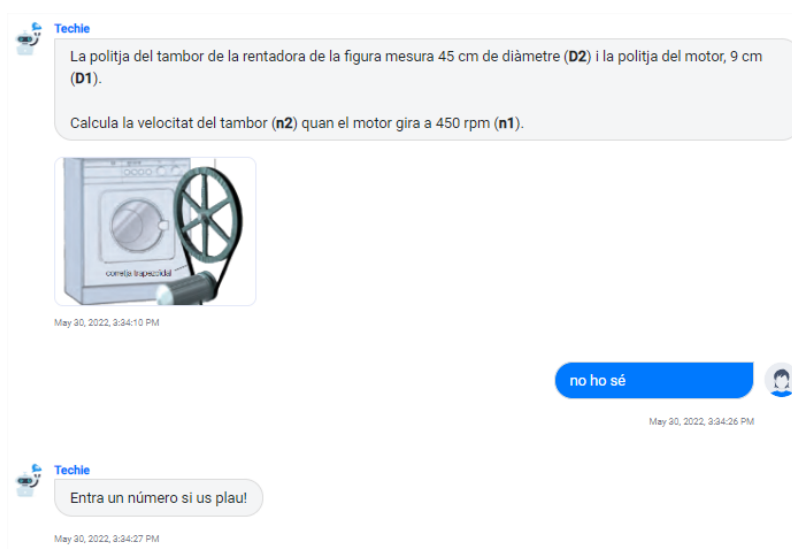 Techie
La politja del tambor de la rentadora de la figura mesura 45 cm de diàmetre (D2) i la politja del motor, 9 cm
(D1).
Calcula la velocitat del tambor (n2) quan el motor gira a 450 rpm (n1).
corretja trapezoïdal
May 30, 2022, 3:34:10 PM
no ho sé
May 30, 2022, 3:34:26 PM
Techie
Entra un número si us plau!
May 30, 2022, 3:34:27 PM